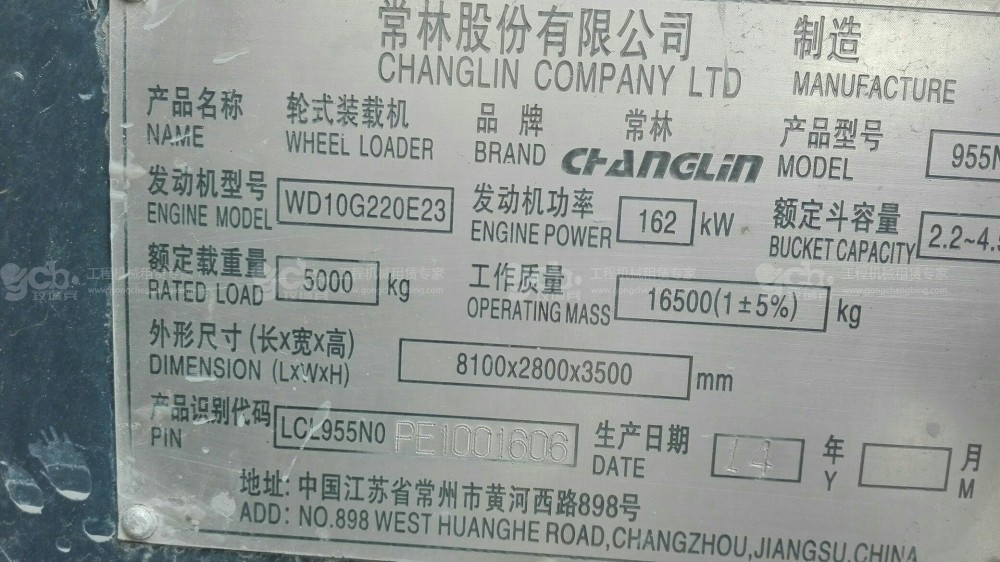 常林股份有限公司 制造
CHANGLIN COMPANY LTD MANUFACTURE
产品名称 轮式装载机 品牌 常林 产品型号
NAME WHEEL LOADER BRAND CHANGLIN MODEL 955N
发动机型号 WD10G220E23 发动机功率 162 kW 额定斗容量
ENGINE MODEL ENGINE POWER BUCKET CAPACITY 2.2~4.5
额定载重量 5000 kg 工作质量 16500(1±5%) kg
RATED LOAD OPERATING MASS
外形尺寸(长x宽x高) 8100x2800x3500 mm
DIMENSION (LxWxH)
产品识别代码 LCL955N0 PE1001606 生产日期 14 年 月
PIN DATE Y M
地址: 中国江苏省常州市黄河西路898号
ADD: NO.898 WEST HUANGHE ROAD,CHANGZHOU,JIANGSU.CHINA